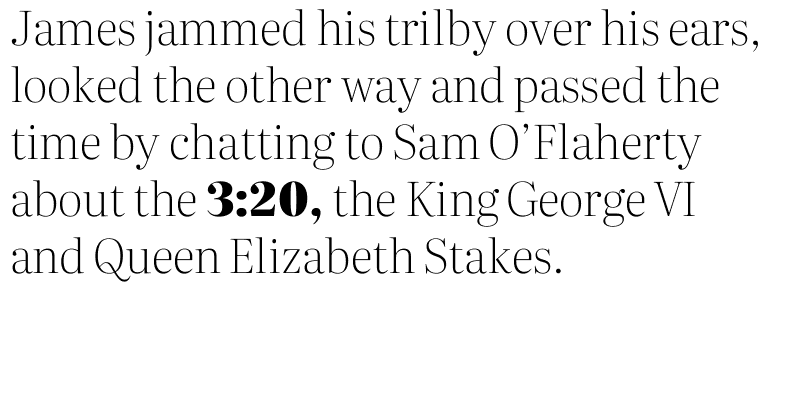 James jammed his trilby over his ears,
looked the other way and passed the
time by chatting to Sam O’Flaherty
about the 3:20, the King George VI
and Queen Elizabeth Stakes.